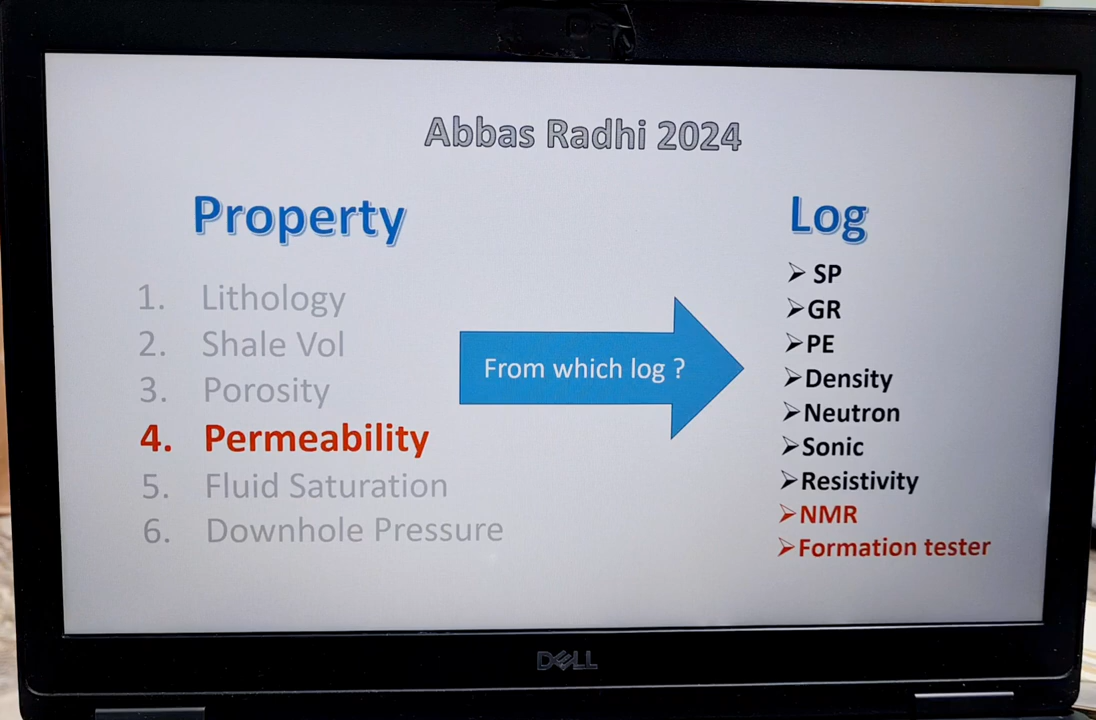 Abbas Radhi 2024
Property
1. Lithology
2. Shale Vol
3. Porosity
4. Permeability
5. Fluid Saturation
6. Downhole Pressure
From which log ?
Log
➢ SP
➢ GR
➢ PE
➢ Density
➢ Neutron
➢ Sonic
➢ Resistivity
➢ NMR
➢ Formation tester
DELL